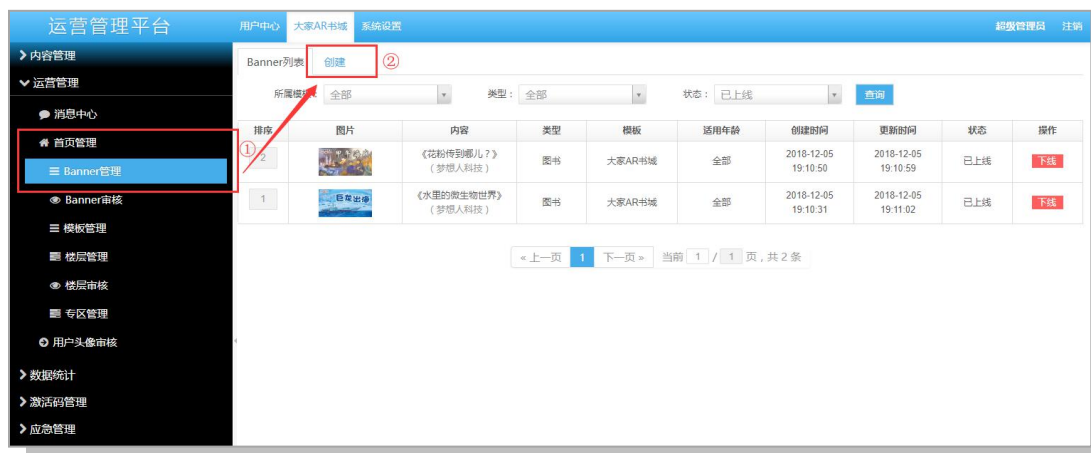 运营管理平台
用户中心 大家AR书城 系统设置 超级管理员 注销
内容管理
运营管理
消息中心
首页管理
Banner管理
Banner审核
模板管理
楼层管理
楼层审核
专区管理
用户头像审核
数据统计
激活码管理
应急管理
①
Banner列表 创建 ②
所属模板: 全部 类型: 全部 状态: 已上线 查询
排序 图片 内容 类型 模板 适用年龄 创建时间 更新时间 状态 操作
2 《花粉传到哪儿?》 图书 大家AR书城 全部 2018-12-05 2018-12-05 已上线 下线
(梦想人科技) 19:10:50 19:10:59
1 《水里的微生物世界》 图书 大家AR书城 全部 2018-12-05 2018-12-05 已上线 下线
(梦想人科技) 19:10:31 19:11:02
«上一页 1 下一页» 当前 1 / 1 页,共2条